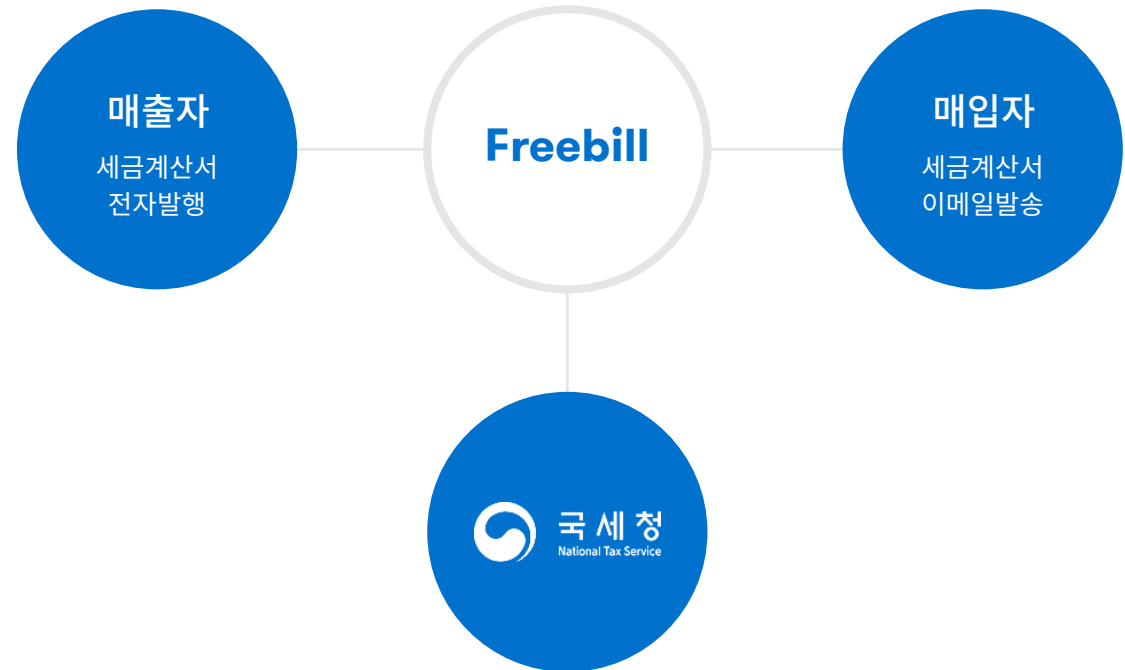 매출자
세금계산서
전자발행
Freebill
매입자
세금계산서
이메일발송
국세청
National Tax Service